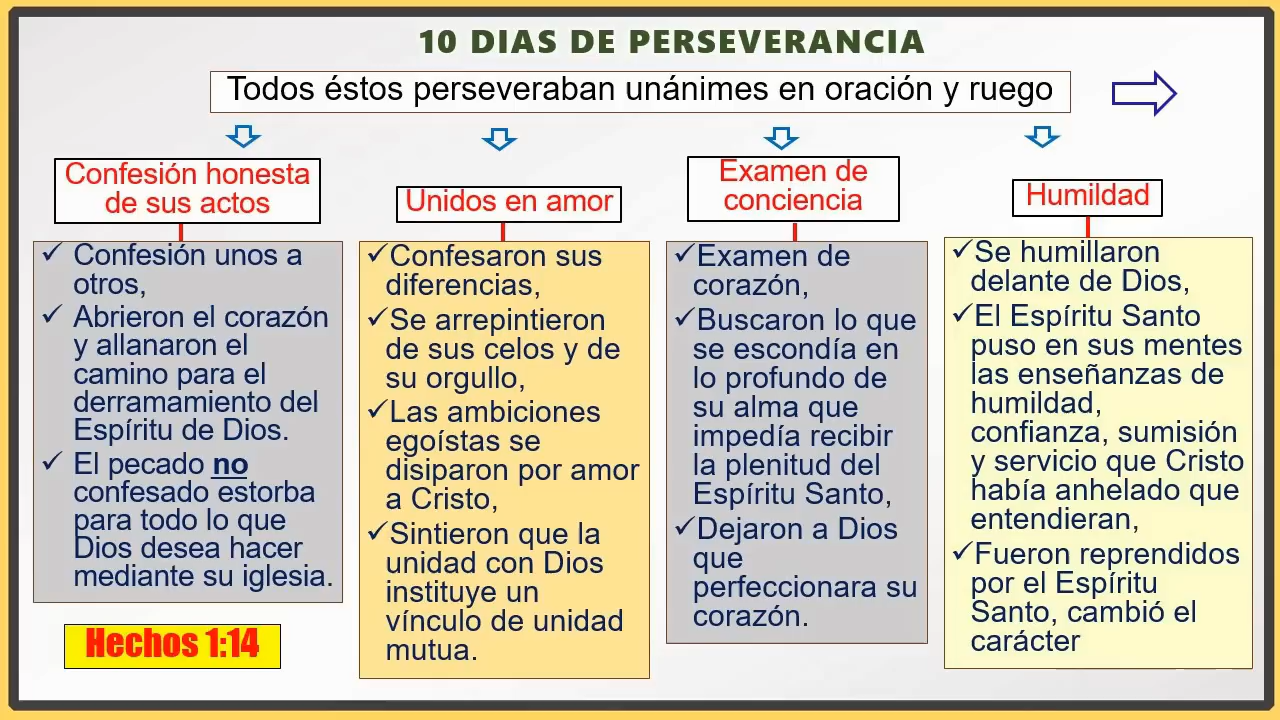 10 DIAS DE PERSEVERANCIA
Todos éstos perseveraban unánimes en oración y ruego
Confesión honesta
de sus actos
✓ Confesión unos a
otros,
✓ Abrieron el corazón
y allanaron el
camino para el
derramamiento del
Espíritu de Dios.
✓ El pecado no
confesado estorba
para todo lo que
Dios desea hacer
mediante su iglesia.
Hechos 1:14
Unidos en amor
✓Confesaron sus
diferencias,
✓Se arrepintieron
de sus celos y de
su orgullo,
✓Las ambiciones
egoístas se
disiparon por amor
a Cristo,
✓Sintieron que la
unidad con Dios
instituye un
vínculo de unidad
mutua.
Examen de
conciencia
✓Examen de
corazón,
✓Buscaron lo que
se escondía en
lo profundo de
su alma que
impedía recibir
la plenitud del
Espíritu Santo,
✓Dejaron a Dios
que
perfeccionara su
corazón.
Humildad
✓Se humillaron
delante de Dios,
✓El Espíritu Santo
puso en sus mentes
las enseñanzas de
humildad,
confianza, sumisión
y servicio que Cristo
había anhelado que
entendieran,
✓Fueron reprendidos
por el Espíritu
Santo, cambió el
carácter